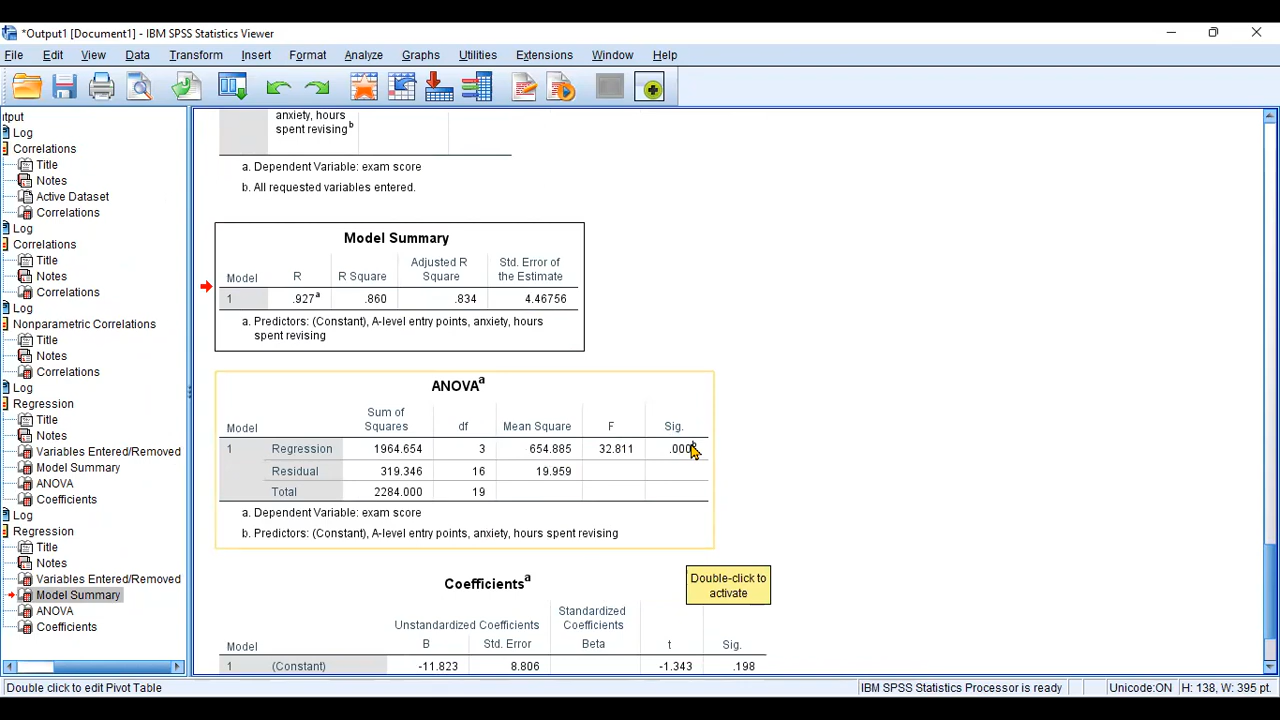 *Output1 [Document1] - IBM SPSS Statistics Viewer
File Edit View Data Transform Insert Format Analyze Graphs Utilities Extensions Window Help
tput
Log
Correlations
Title
Notes
Active Dataset
Correlations
Log
Correlations
Title
Notes
Correlations
Log
Nonparametric Correlations
Title
Notes
Correlations
Log
Regression
Title
Notes
Variables Entered/Removed
Model Summary
ANOVA
Coefficients
Log
Regression
Title
Notes
Variables Entered/Removed
Model Summary
ANOVA
Coefficients
anxiety, hours
spent revising b
a. Dependent Variable: exam score
b. All requested variables entered.
Model Summary
Model R R Square Adjusted R Square Std. Error of the Estimate
1 .927a .860 .834 4.46756
a. Predictors: (Constant), A-level entry points, anxiety, hours
spent revising
ANOVAa
Model Sum of Squares df Mean Square F Sig.
1 Regression 1964.654 3 654.885 32.811 .000b
Residual 319.346 16 19.959
Total 2284.000 19
a. Dependent Variable: exam score
b. Predictors: (Constant), A-level entry points, anxiety, hours spent revising
Coefficientsa
Double-click to
activate
Unstandardized Coefficients Standardized Coefficients
Model B Std. Error Beta t Sig.
1 (Constant) -11.823 8.806 -1.343 .198
Double click to edit Pivot Table
IBM SPSS Statistics Processor is ready Unicode:ON H: 138, W: 395 pt.